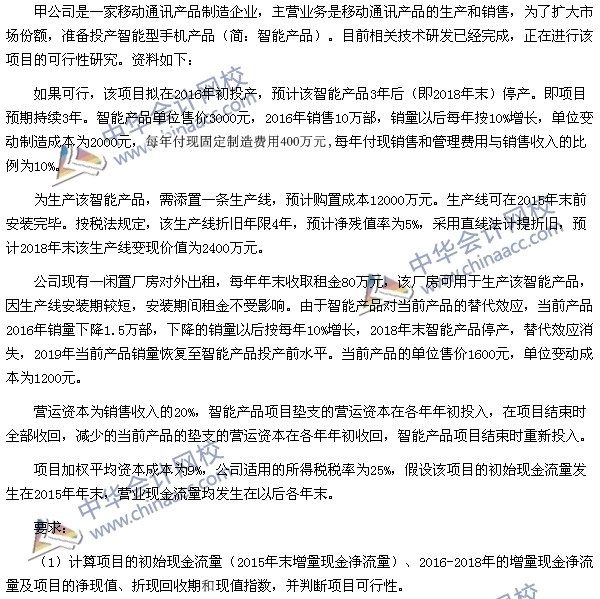 甲公司是一家移动通讯产品制造企业，主营业务是移动通讯产品的生产和销售，为了扩大市
场份额，准备投产智能型手机产品（简：智能产品）。目前相关技术研发已经完成，正在进行该
项目的可行性研究。资料如下：
如果可行，该项目拟在2016年初投产，预计该智能产品3年后（即2018年末）停产。即项目
预期持续3年。智能产品单位售价3000元，2016年销售10万部，销量以后每年按10%增长，单位变
动制造成本为2000元，每年付现固定制造费用400万元,每年付现销售和管理费用与销售收入的比
例为10%。
为生产该智能产品，需添置一条生产线，预计购置成本12000万元。生产线可在2015年末前
安装完毕。按税法规定，该生产线折旧年限4年，预计净残值率为5%，采用直线法计提折旧，预
计2018年末该生产线变现价值为2400万元。
公司现有一闲置厂房对外出租，每年年末收取租金80万元，该厂房可用于生产该智能产品，
因生产线安装期较短，安装期间租金不受影响。由于智能产品对当前产品的替代效应，当前产品
2016年销量下降1.5万部，下降的销量以后按每年10%增长，2018年末智能产品停产，替代效应消
失，2019年当前产品销量恢复至智能产品投产前水平。当前产品的单位售价1600元，单位变动成
本为1200元。
营运资本为销售收入的20%，智能产品项目垫支的营运资本在各年年初投入，在项目结束时
全部收回，减少的当前产品的垫支的营运资本在各年年初收回，智能产品项目结束时重新投入。
项目加权平均资本成本为9%，公司适用的所得税税率为25%，假设该项目的初始现金流量发
生在2015年年末，营业现金流量均发生在以后各年末。
要求：
（1）计算项目的初始现金流量（2015年末增量现金净流量）、2016-2018年的增量现金净流
量及项目的净现值、折现回收期和现值指数，并判断项目可行性。
中华会计网校
www.chinaacc.com
中华会计网校
www.chinaacc.com
中华会计网校
www.chinaacc.com